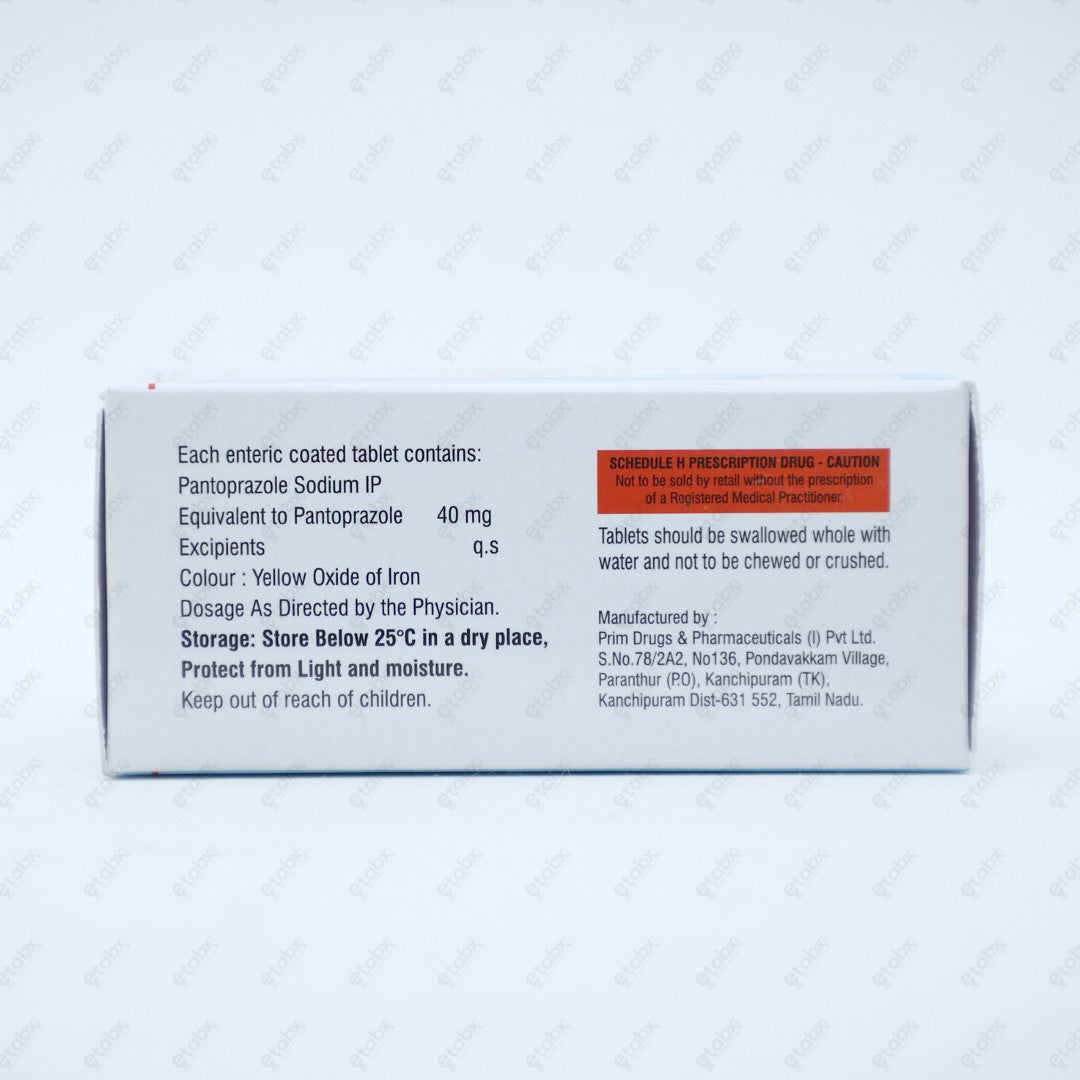 Each enteric coated tablet contains:
Pantoprazole Sodium IP
Equivalent to Pantoprazole 40 mg
Excipients q.s
Colour : Yellow Oxide of Iron
Dosage As Directed by the Physician.
Storage: Store Below 25°C in a dry place,
Protect from Light and moisture.
Keep out of reach of children.
SCHEDULE H PRESCRIPTION DRUG - CAUTION
Not to be sold by retail without the prescription
of a Registered Medical Practitioner.
Tablets should be swallowed whole with
water and not to be chewed or crushed.
Manufactured by :
Prim Drugs & Pharmaceuticals (I) Pvt Ltd.
S.No.78/2A2, No136, Pondavakkam Village,
Paranthur (P.O), Kanchipuram (TK),
Kanchipuram Dist-631 552, Tamil Nadu.
etabx